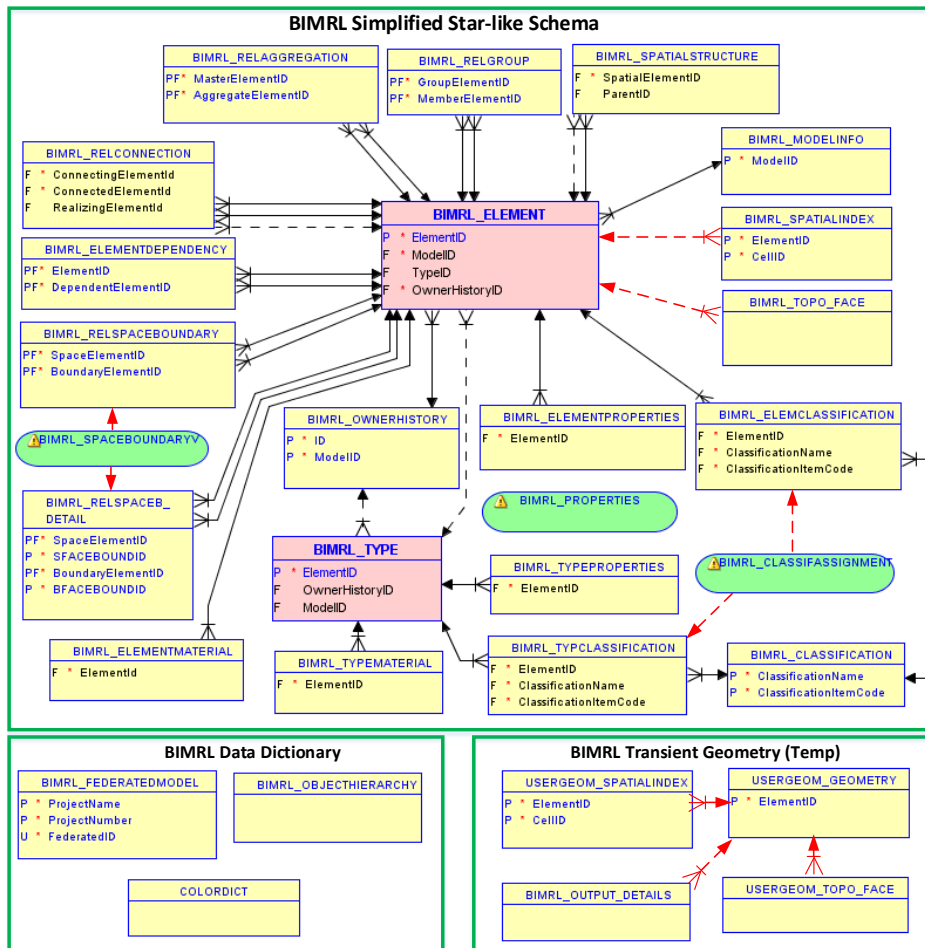 BIMRL Simplified Star-like Schema
BIMRL_RELAGGREGATION
PF* MasterElementID
PF* AggregateElementID
BIMRL_RELGROUP
PF* GroupElementID
PF* MemberElementID
BIMRL_SPATIALSTRUCTURE
F * SpatialElementID
F ParentID
BIMRL_RELCONNECTION
F * ConnectingElementId
F * ConnectedElementId
F RealizingElementId
BIMRL_MODELINFO
P * ModelID
BIMRL_ELEMENT
P * ElementID
F * ModelID
F TypeID
F * OwnerHistoryID
BIMRL_SPATIALINDEX
P * ElementID
P * CellID
BIMRL_ELEMENTDEPENDENCY
PF* ElementID
PF* DependentElementID
BIMRL_TOPO_FACE
BIMRL_RELSPACEBOUNDARY
PF* SpaceElementID
PF* BoundaryElementID
BIMRL_OWNERHISTORY
P * ID
P * ModelID
BIMRL_ELEMENTPROPERTIES
F * ElementID
BIMRL_ELEMCLASSIFICATION
F * ElementID
F * ClassificationName
F * ClassificationItemCode
BIMRL_SPACEBOUNDARYV
BIMRL_RELSPACEB_
DETAIL
PF* SpaceElementID
P * SFACEBOUNDID
PF* BoundaryElementID
P * BFACEBOUNDID
BIMRL_PROPERTIES
BIMRL_TYPE
P * ElementID
F OwnerHistoryID
F ModelID
BIMRL_TYPEPROPERTIES
F * ElementID
BIMRL_CLASSIFASSIGNMENT
BIMRL_ELEMENTMATERIAL
F * ElementId
BIMRL_TYPEMATERIAL
F * ElementID
BIMRL_TYPCLASSIFICATION
F * ElementID
F * ClassificationName
F * ClassificationItemCode
BIMRL_CLASSIFICATION
P * ClassificationName
P * ClassificationItemCode
BIMRL Data Dictionary
BIMRL_FEDERATEDMODEL
P * ProjectName
P * ProjectNumber
U * FederatedID
BIMRL_OBJECTHIERARCHY
COLORDICT
BIMRL Transient Geometry (Temp)
USERGEOM_SPATIALINDEX
P * ElementID
P * CellID
USERGEOM_GEOMETRY
P * ElementID
BIMRL_OUTPUT_DETAILS
USERGEOM_TOPO_FACE